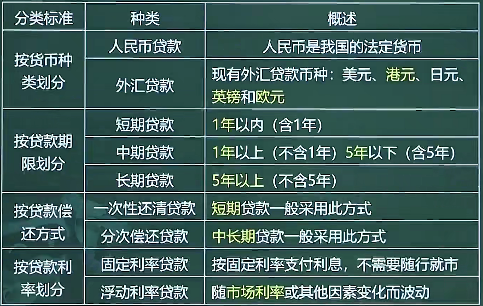 分类标准 种类 概述
按货币种类划分 人民币贷款 人民币是我国的法定货币
外汇贷款 现有外汇贷款币种：美元、港元、日元、
英镑和欧元
按贷款期限划分 短期贷款 1年以内（含1年）
中期贷款 1年以上（不含1年）5年以下（含5年）
长期贷款 5年以上（不含5年）
按贷款偿还方式 一次性还清贷款 短期贷款一般采用此方式
分次偿还贷款 中长期贷款一般采用此方式
按贷款利率划分 固定利率贷款 按固定利率支付利息，不需要随行就市
浮动利率贷款 随市场利率或其他因素变化而波动